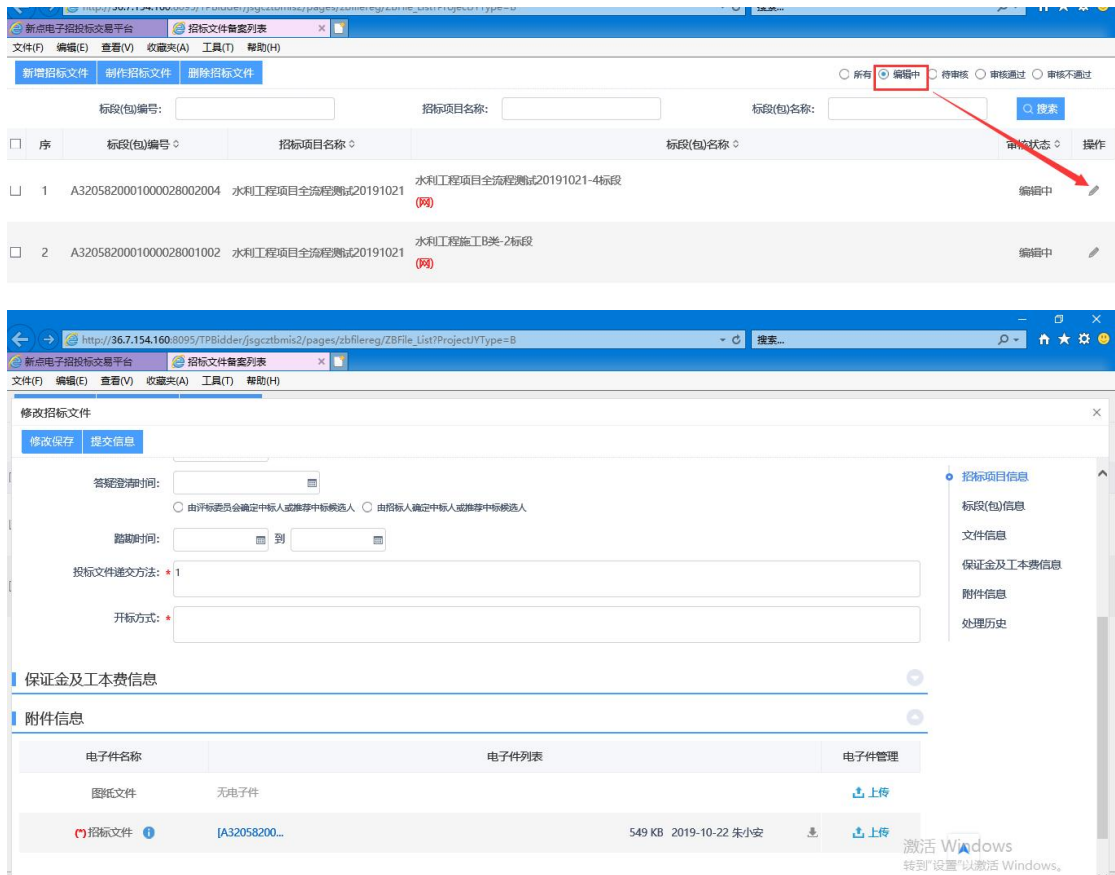 http://36.7.154.160:8095/TPBidder/jsgcztbmis2/pages/zbfilereg/ZBFile_List?ProjectJYType=B 搜索...
新点电子招投标交易平台 招标文件备案列表 ×
文件(F) 编辑(E) 查看(V) 收藏夹(A) 工具(T) 帮助(H)
新增招标文件 制作招标文件 删除招标文件 所有 编辑中 待审核 审核通过 审核不通过
标段(包)编号: 招标项目名称: 标段(包)名称: 搜索
序 标段(包)编号 招标项目名称 标段(包)名称 审核状态 操作
1 A3205820001000028002004 水利工程项目全流程测试20191021 水利工程项目全流程测试20191021-4标段 编辑中
(网)
2 A3205820001000028001002 水利工程项目全流程测试20191021 水利工程施工B类-2标段 编辑中
(网)
http://36.7.154.160:8095/TPBidder/jsgcztbmis2/pages/zbfilereg/ZBFile_List?ProjectJYType=B 搜索...
新点电子招投标交易平台 招标文件备案列表 ×
文件(F) 编辑(E) 查看(V) 收藏夹(A) 工具(T) 帮助(H)
修改招标文件 ×
修改保存 提交信息
招标项目信息
答疑澄清时间:
标段(包)信息
由评标委员会确定中标人或推荐中标候选人 由招标人确定中标人或推荐中标候选人
文件信息
踏勘时间: 到
保证金及工本费信息
投标文件递交方法: * 1
附件信息
开标方式: *
处理历史
保证金及工本费信息
附件信息
电子件名称 电子件列表 电子件管理
图纸文件 无电子件 上传
(*)招标文件 [A32058200... 549 KB 2019-10-22 朱小安 上传
激活 Windows
转到"设置"以激活 Windows。